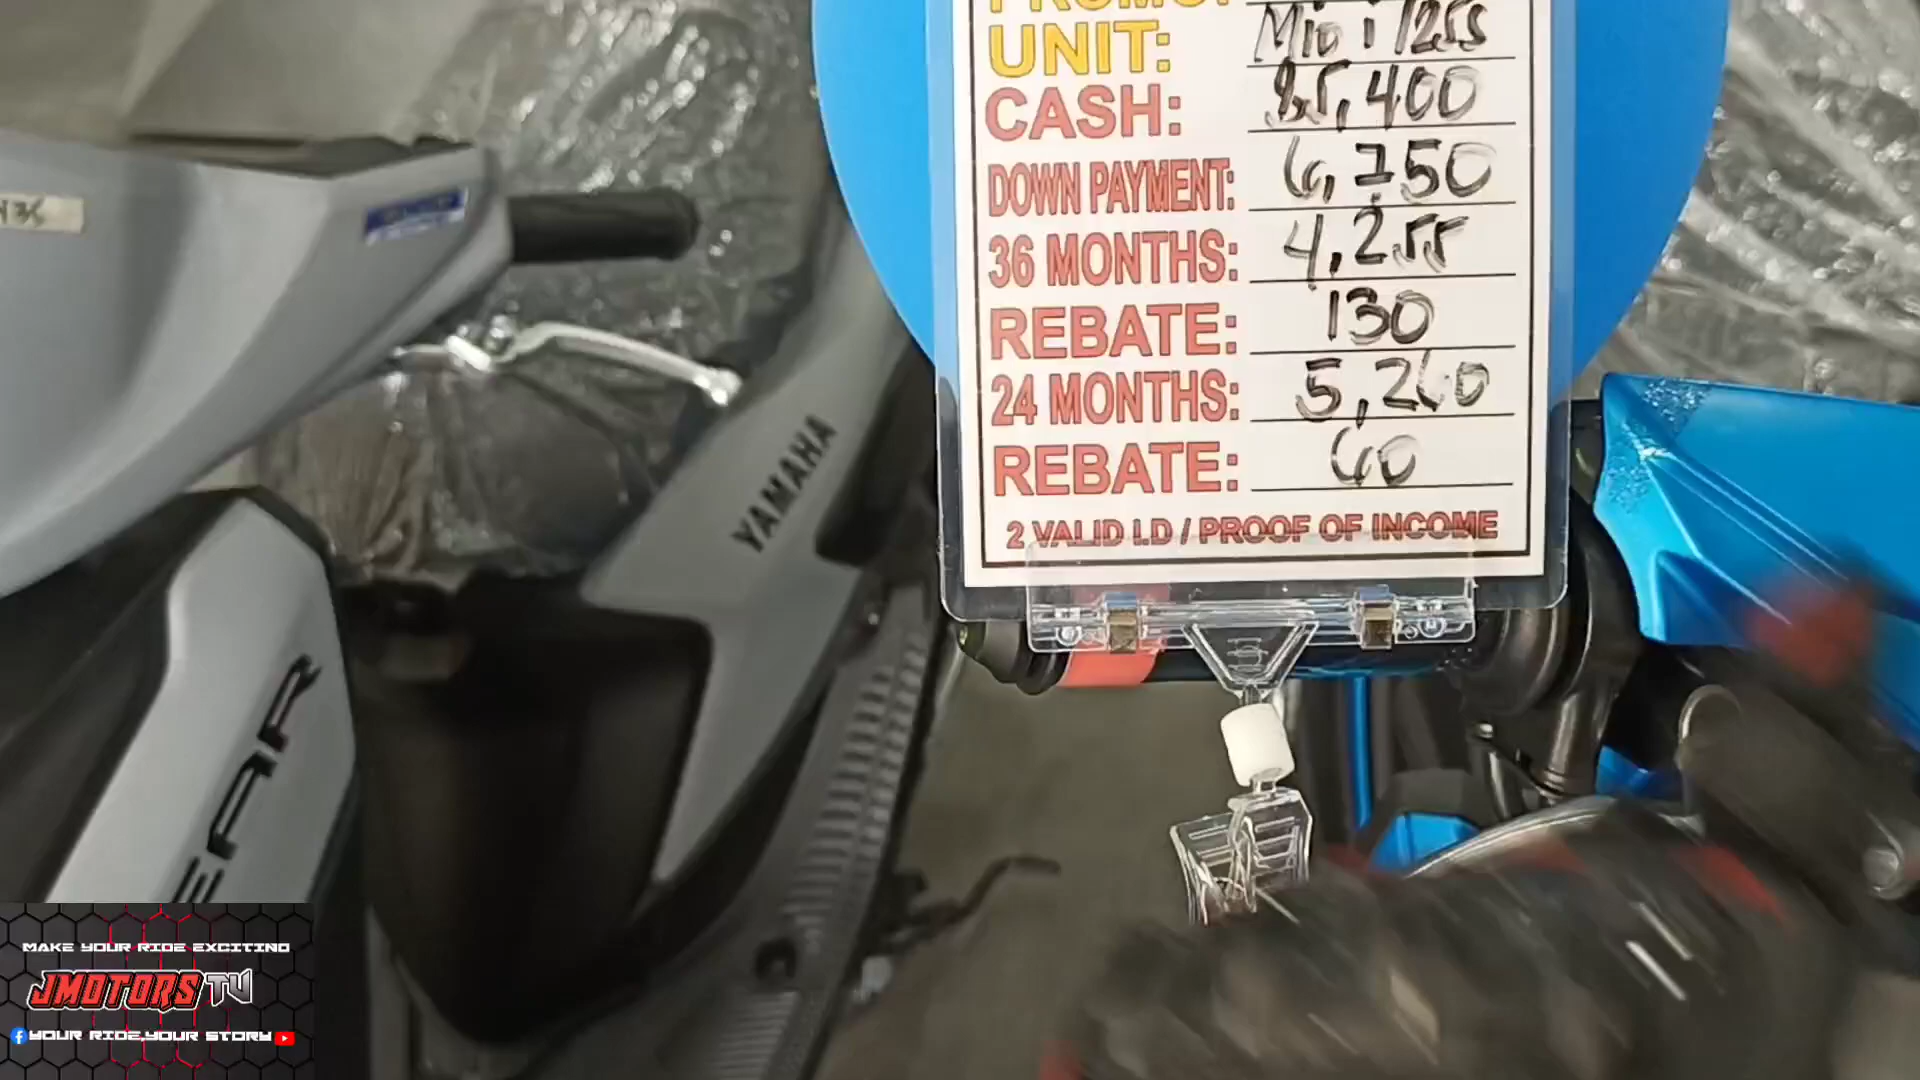 PROMO:
UNIT: Mio i 125s
CASH: 85,400
DOWN PAYMENT: 6,750
36 MONTHS: 4,255
REBATE: 130
24 MONTHS: 5,260
REBATE: 60
2 VALID I.D / PROOF OF INCOME
YAMAHA
EAR
MAKE YOUR RIDE EXCITING
JMOTORS TV
YOUR RIDE,YOUR STORY